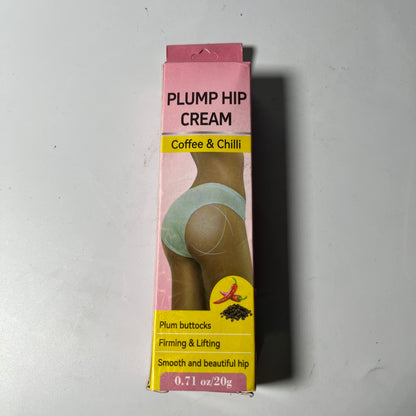 PLUMP HIP
CREAM
Coffee & Chilli
Plum buttocks
Firming & Lifting
Smooth and beautiful hip
0.71 oz/20g